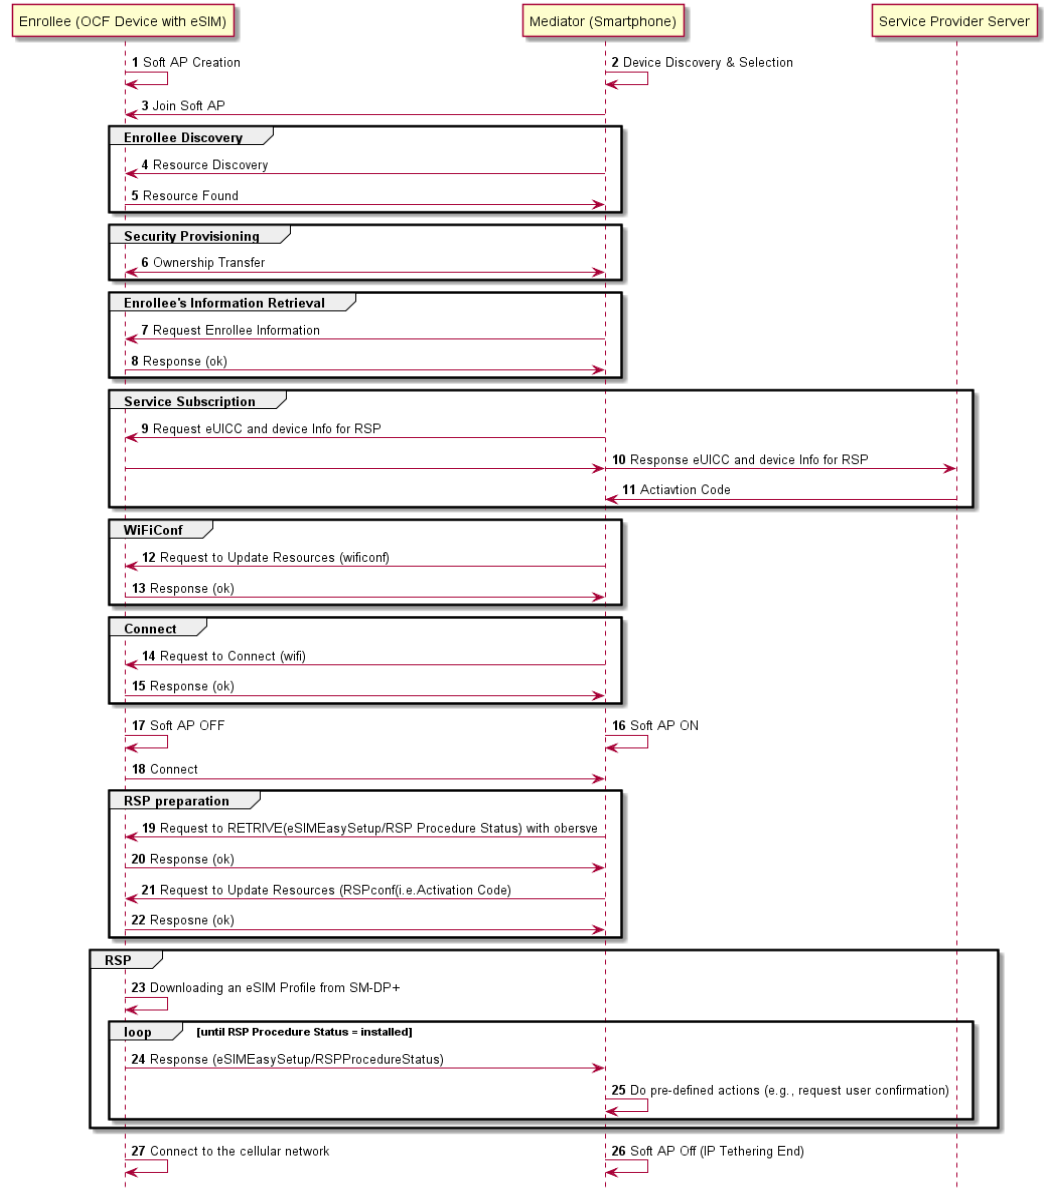 Enrollee (OCF Device with eSIM)
Mediator (Smartphone)
Service Provider Server
1 Soft AP Creation
2 Device Discovery & Selection
3 Join Soft AP
Enrollee Discovery
4 Resource Discovery
5 Resource Found
Security Provisioning
6 Ownership Transfer
Enrollee's Information Retrieval
7 Request Enrollee Information
8 Response (ok)
Service Subscription
9 Request eUICC and device Info for RSP
10 Response eUICC and device Info for RSP
11 Actiavtion Code
WiFiConf
12 Request to Update Resources (wificonf)
13 Response (ok)
Connect
14 Request to Connect (wifi)
15 Response (ok)
17 Soft AP OFF
16 Soft AP ON
18 Connect
RSP preparation
19 Request to RETRIVE(eSIMEasySetup/RSP Procedure Status) with obersve
20 Response (ok)
21 Request to Update Resources (RSPconf(i.e.Activation Code)
22 Resposne (ok)
RSP
23 Downloading an eSIM Profile from SM-DP+
loop [until RSP Procedure Status = installed]
24 Response (eSIMEasySetup/RSPProcedureStatus)
25 Do pre-defined actions (e.g., request user confirmation)
27 Connect to the cellular network
26 Soft AP Off (IP Tethering End)